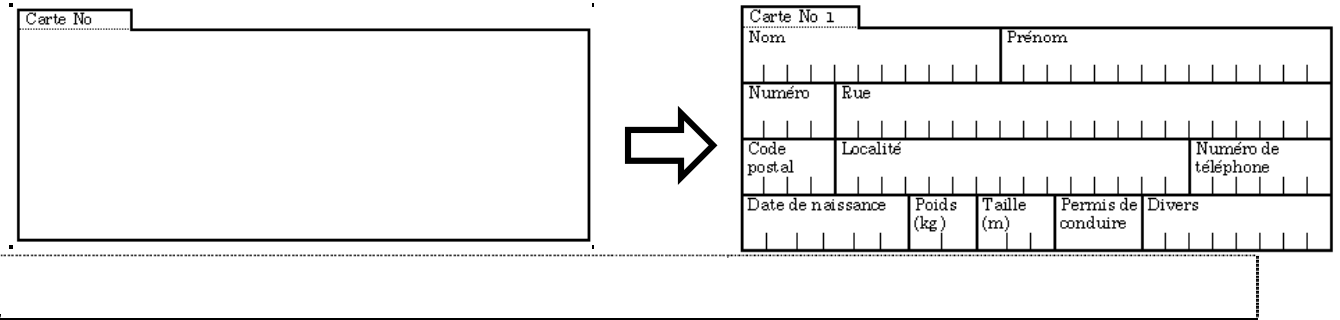 Carte No
Carte No 1
Nom Prénom
Numéro Rue
Code postal Localité Numéro de téléphone
Date de naissance Poids (kg) Taille (m) Permis de conduire Divers